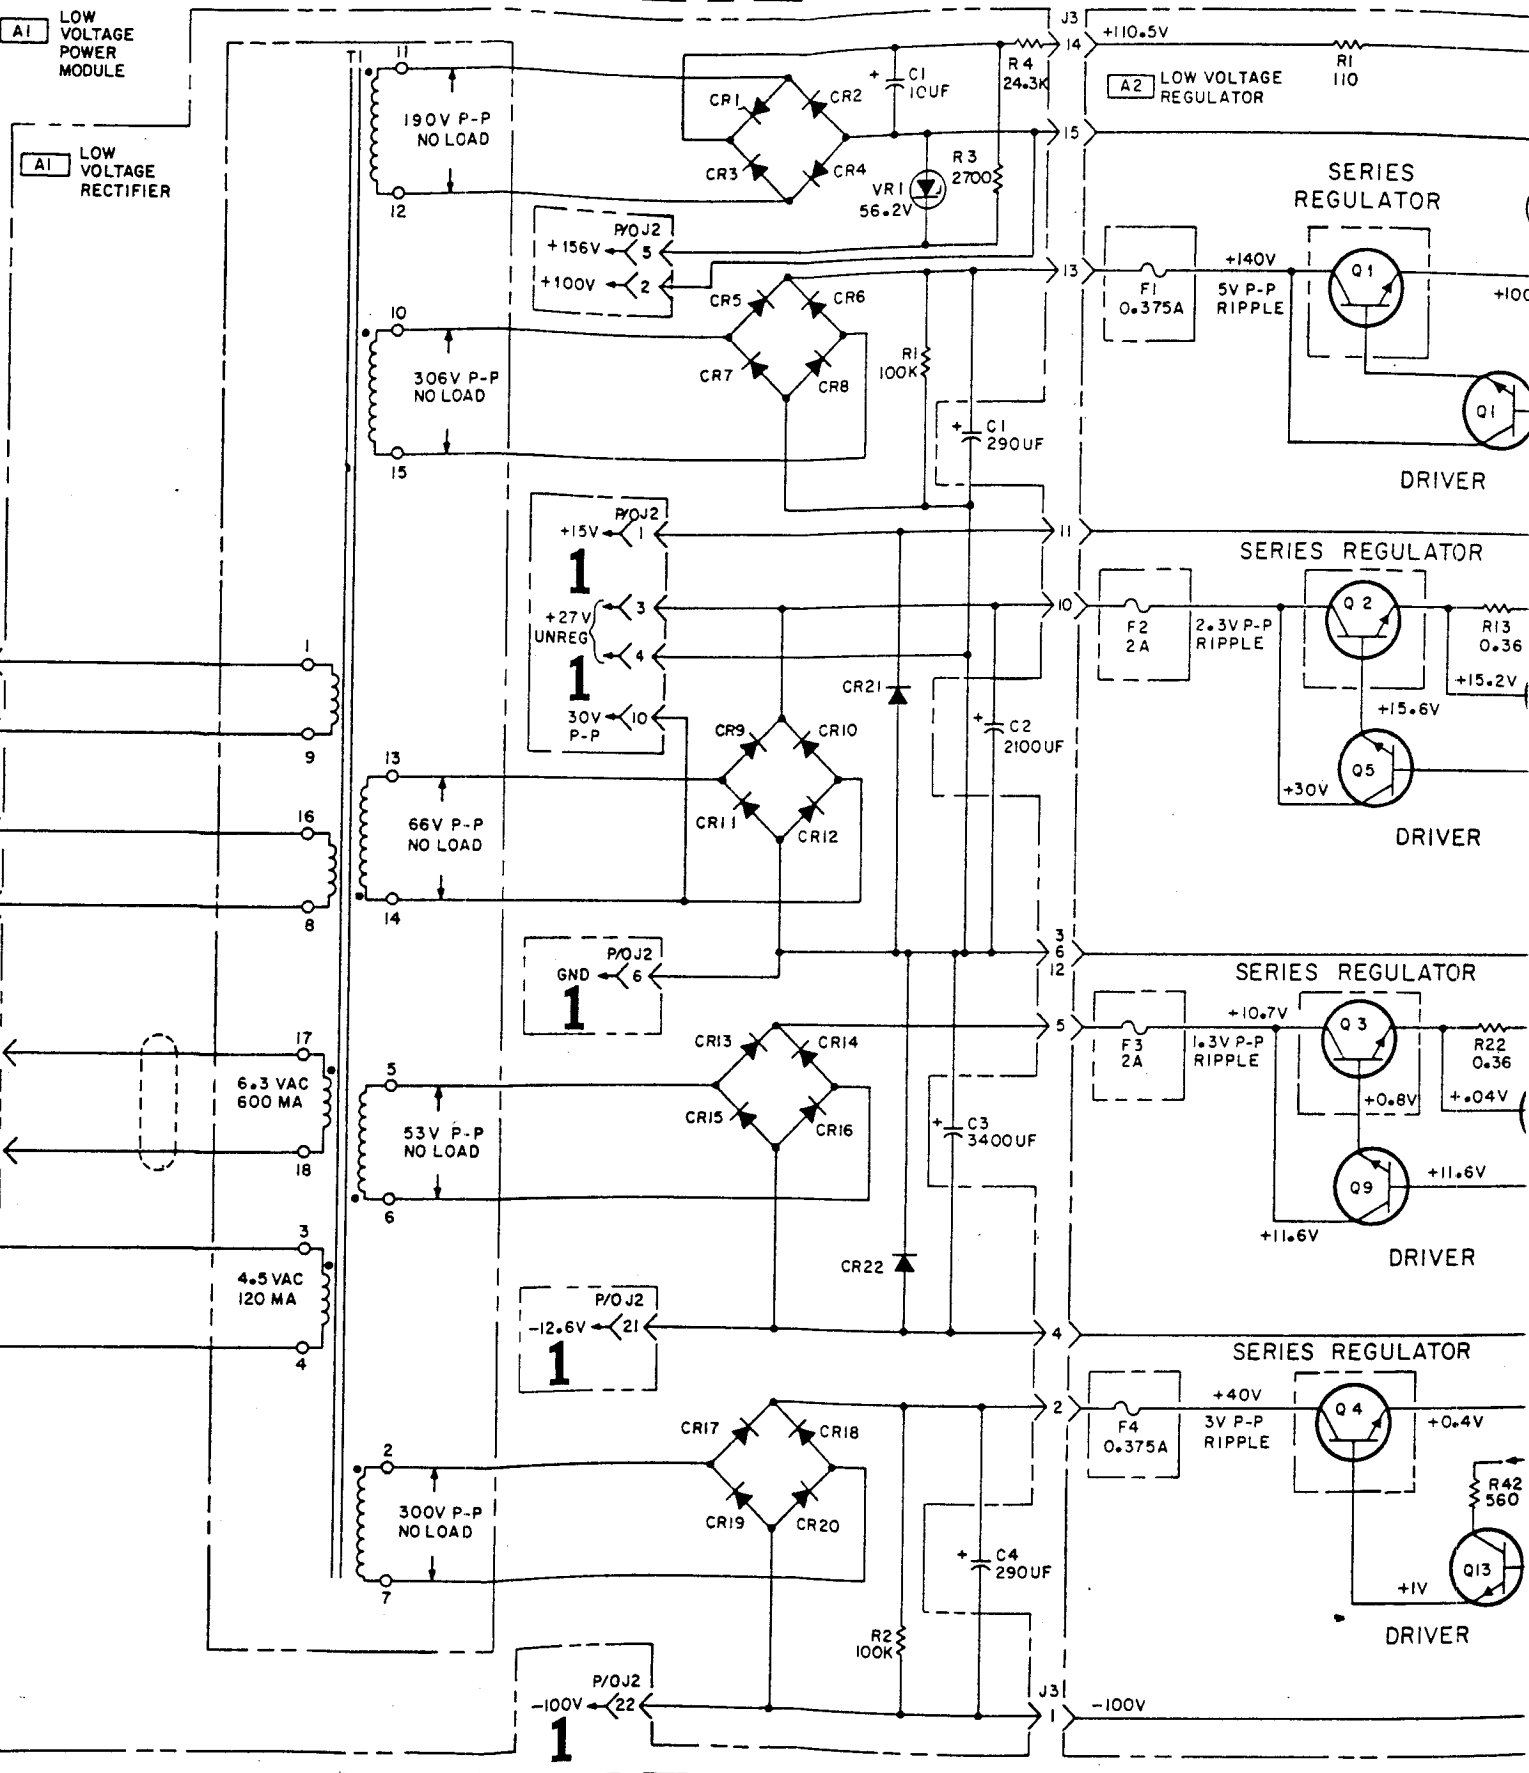 A1 LOW
VOLTAGE
POWER
MODULE
A1 LOW
VOLTAGE
RECTIFIER
T1
11
190V P-P
NO LOAD
12
CR1
CR2
CR3
CR4
+ C1
10UF
R4
24.3K
J3
14
+110.5V
R1
110
A2 LOW VOLTAGE
REGULATOR
15
VR1
56.2V
R3
2700
P/OJ2
+156V 5
+100V 2
10
306V P-P
NO LOAD
15
CR5
CR6
CR7
CR8
R1
100K
+ C1
290UF
13
F1
0.375A
+140V
5V P-P
RIPPLE
SERIES
REGULATOR
Q1
+100
Q1
DRIVER
P/OJ2
+15V 1
1
+27V
UNREG
3
4
1
30V
P-P
10
11
10
CR21
+ C2
2100UF
F2
2A
2.3V P-P
RIPPLE
SERIES REGULATOR
Q2
R13
0.36
+15.2V
+15.6V
Q5
+30V
DRIVER
1
9
16
8
13
66V P-P
NO LOAD
14
CR9
CR10
CR11
CR12
P/OJ2
GND 6
1
3
6
12
5
SERIES REGULATOR
F3
2A
+10.7V
1.3V P-P
RIPPLE
Q3
R22
0.36
+0.8V
+.04V
Q9
+11.6V
+11.6V
DRIVER
17
6.3 VAC
600 MA
18
5
53V P-P
NO LOAD
6
CR13
CR14
CR15
CR16
+ C3
3400UF
CR22
3
4.5VAC
120 MA
4
P/OJ2
-12.6V 21
1
4
SERIES REGULATOR
2
F4
0.375A
+40V
3V P-P
RIPPLE
Q4
+0.4V
R42
560
Q13
+1V
DRIVER
2
300V P-P
NO LOAD
7
CR17
CR18
CR19
CR20
+ C4
290UF
R2
100K
P/OJ2
-100V 22
1
J3
1
-100V